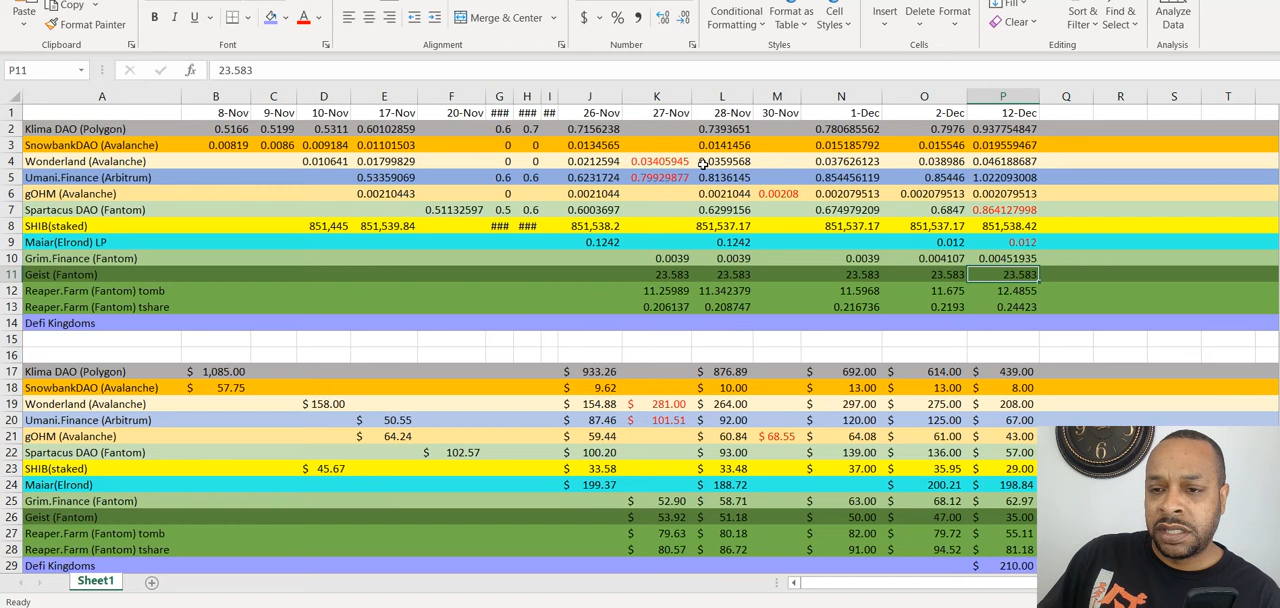 Paste Copy Format Painter B I U Merge & Center $ % Conditional Formatting Format as Table Cell Styles Insert Delete Format Fill Clear Sort & Filter Find & Select Analyze Data
Clipboard Font Alignment Number Styles Cells Editing Analysis
P11 fx 23.583
A B C D E F G H I J K L M N O P Q R S T
1 8-Nov 9-Nov 10-Nov 17-Nov 20-Nov ### ### ## 26-Nov 27-Nov 28-Nov 30-Nov 1-Dec 2-Dec 12-Dec
2 Klima DAO (Polygon) 0.5166 0.5199 0.5311 0.60102859 0.6 0.7 0.7156238 0.7393651 0.780685562 0.7976 0.937754847
3 SnowbankDAO (Avalanche) 0.00819 0.0086 0.009184 0.01101503 0 0 0.0134565 0.0141456 0.015185792 0.015546 0.019559467
4 Wonderland (Avalanche) 0.010641 0.01799829 0 0 0.0212594 0.03405945 0.0359568 0.037626123 0.038986 0.046188687
5 Umani.Finance (Arbitrum) 0.53359069 0.6 0.6 0.6231724 0.79929877 0.8136145 0.854456119 0.85446 1.022093008
6 gOHM (Avalanche) 0.00210443 0 0.0021044 0.0021044 0.00208 0.002079513 0.002079513 0.002079513
7 Spartacus DAO (Fantom) 0.51132597 0.5 0.6 0.6003697 0.6299156 0.674979209 0.6847 0.864127998
8 SHIB(staked) 851,445 851,539.84 ### ### 851,538.2 851,537.17 851,537.17 851,537.17 851,538.42
9 Maiar(Elrond) LP 0.1242 0.1242 0.012 0.012
10 Grim.Finance (Fantom) 0.0039 0.0039 0.0039 0.004107 0.00451935
11 Geist (Fantom) 23.583 23.583 23.583 23.583 23.583
12 Reaper.Farm (Fantom) tomb 11.25989 11.342379 11.5968 11.675 12.4855
13 Reaper.Farm (Fantom) tshare 0.206137 0.208747 0.216736 0.2193 0.24423
14 Defi Kingdoms
15
16
17 Klima DAO (Polygon) $ 1,085.00 $ 933.26 $ 876.89 $ 692.00 $ 614.00 $ 439.00
18 SnowbankDAO (Avalanche) $ 57.75 $ 9.62 $ 10.00 $ 13.00 $ 13.00 $ 8.00
19 Wonderland (Avalanche) $ 158.00 $ 154.88 $ 281.00 $ 264.00 $ 297.00 $ 275.00 $ 208.00
20 Umani.Finance (Arbitrum) $ 50.55 $ 87.46 $ 101.51 $ 92.00 $ 120.00 $ 125.00 $ 67.00
21 gOHM (Avalanche) $ 64.24 $ 59.44 $ 60.84 $ 68.55 $ 64.08 $ 61.00 $ 43.00
22 Spartacus DAO (Fantom) $ 102.57 $ 100.20 $ 93.00 $ 139.00 $ 136.00 $ 57.00
23 SHIB(staked) $ 45.67 $ 33.58 $ 33.48 $ 37.00 $ 35.95 $ 29.00
24 Maiar(Elrond) $ 199.37 $ 188.72 $ 200.21 $ 198.84
25 Grim.Finance (Fantom) $ 52.90 $ 58.71 $ 63.00 $ 68.12 $ 62.97
26 Geist (Fantom) $ 53.92 $ 51.18 $ 50.00 $ 47.00 $ 35.00
27 Reaper.Farm (Fantom) tomb $ 79.63 $ 80.18 $ 82.00 $ 79.72 $ 55.11
28 Reaper.Farm (Fantom) tshare $ 80.57 $ 86.72 $ 91.00 $ 94.52 $ 81.18
29 Defi Kingdoms $ 210.00
Sheet1
Ready